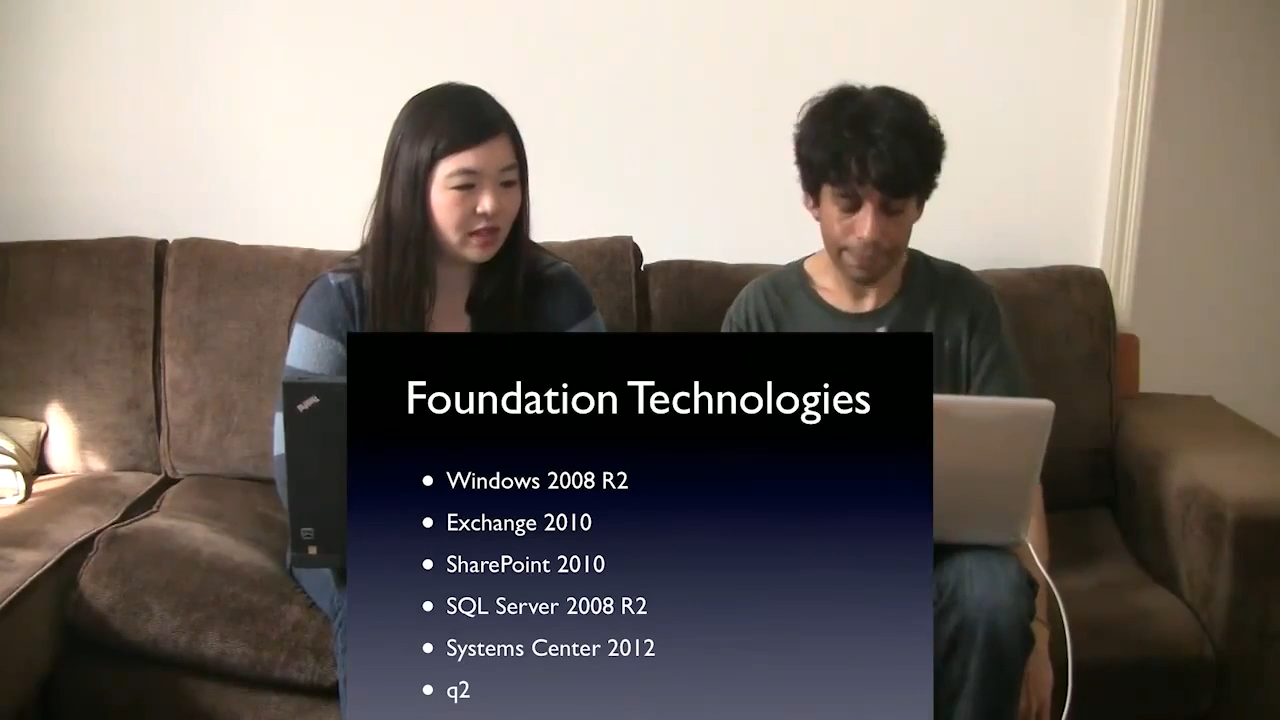 Foundation Technologies
• Windows 2008 R2
• Exchange 2010
• SharePoint 2010
• SQL Server 2008 R2
• Systems Center 2012
• q2